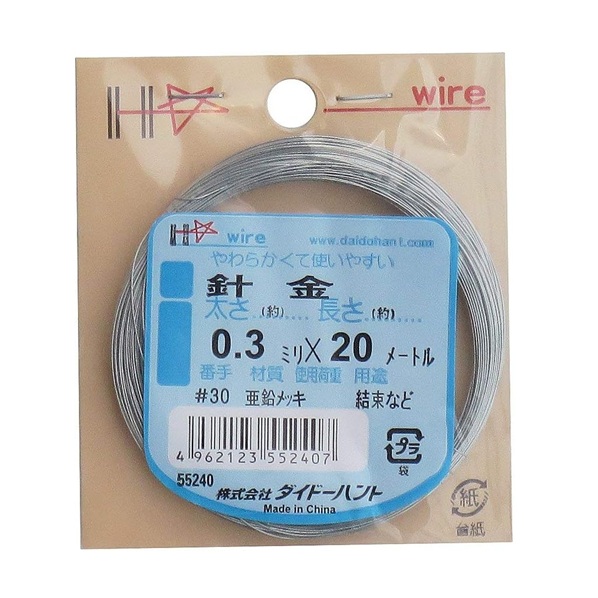 wire
wire
www.daidohant.com
やわらかくて使いやすい
針 金
太さ(約)......... 長さ(約).........
0.3 ミリ×20 メートル
番手 材質 使用荷重 用途
#30 亜鉛メッキ 結束など
4 962123 552407
プラ
袋
55240
株式会社 ダイドーハント
Made in China
紙
台紙